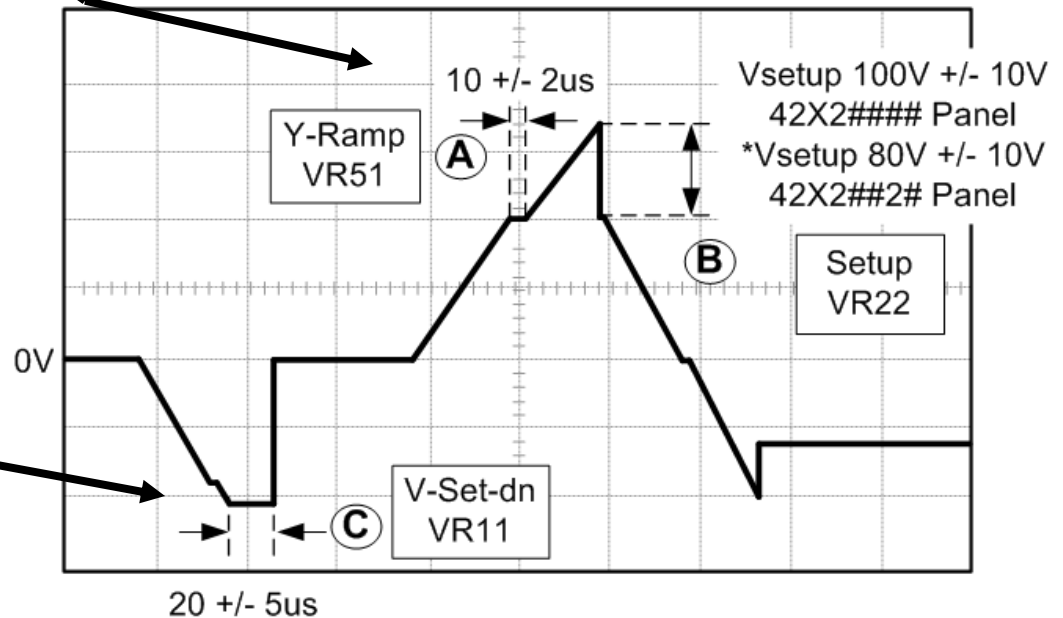 10 +/- 2us
Vsetup 100V +/- 10V
42X2#### Panel
*Vsetup 80V +/- 10V
42X2##2# Panel
Y-Ramp
VR51
A
B
Setup
VR22
0V
V-Set-dn
VR11
C
20 +/- 5us